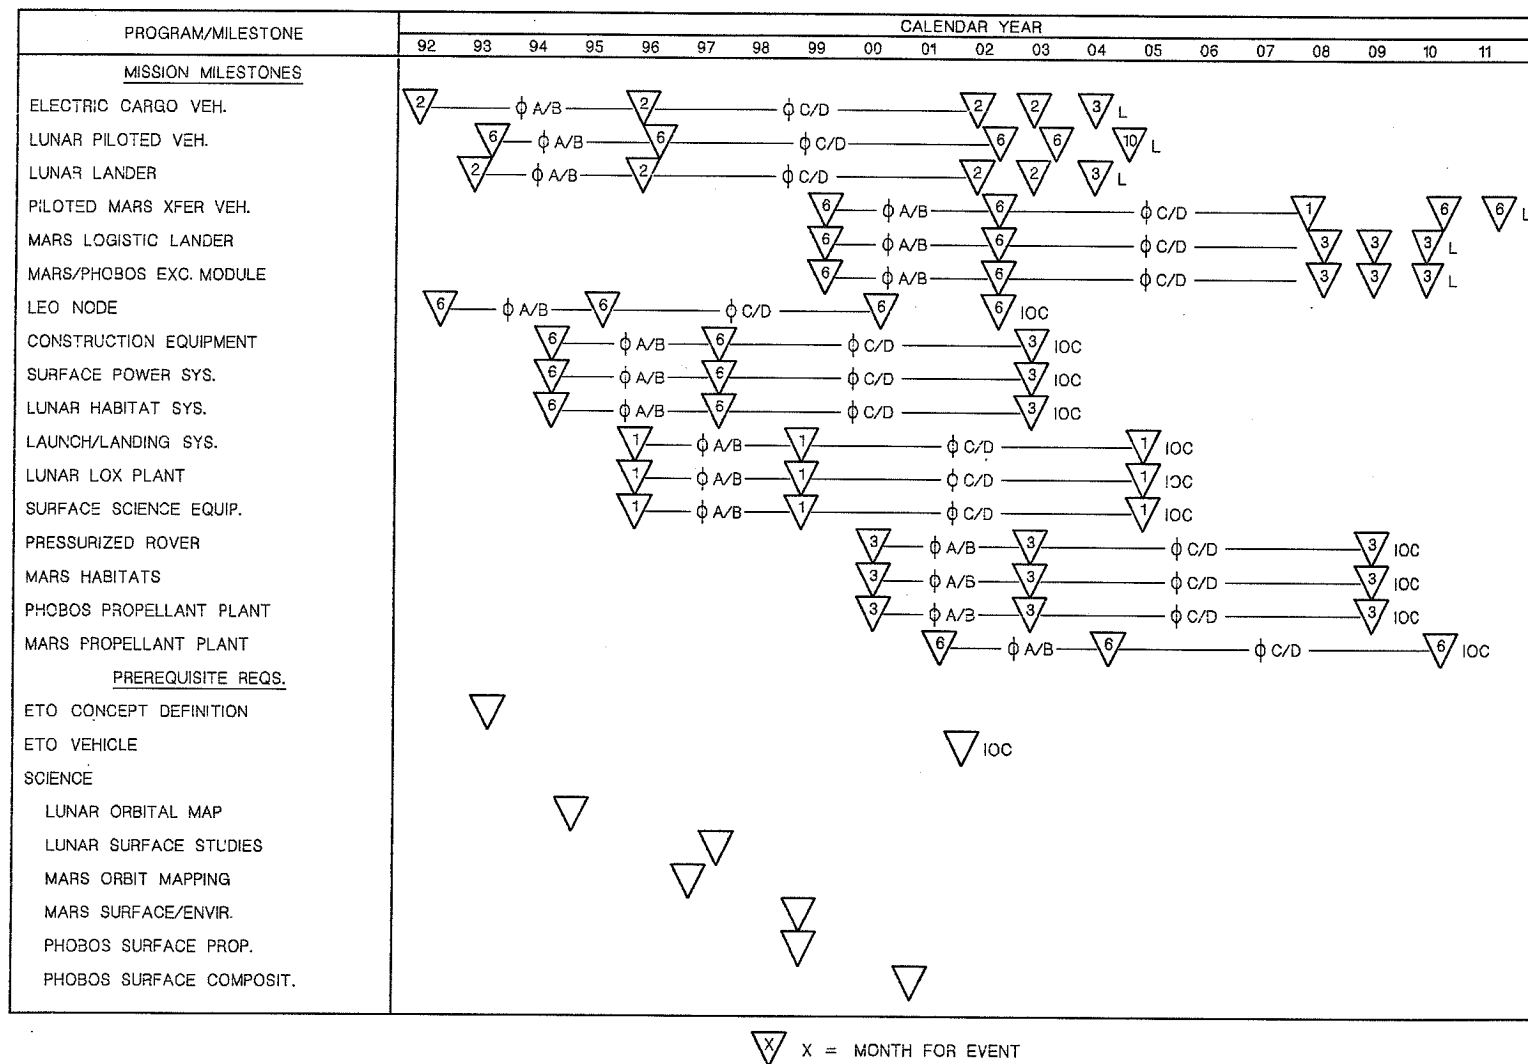 PROGRAM/MILESTONE
CALENDAR YEAR
92 93 94 95 96 97 98 99 00 01 02 03 04 05 06 07 08 09 10 11
MISSION MILESTONES
ELECTRIC CARGO VEH. 2 ϕ A/B 2 ϕ C/D 2 2 3 L
LUNAR PILOTED VEH. 6 ϕ A/B 6 ϕ C/D 6 6 10 L
LUNAR LANDER 2 ϕ A/B 2 ϕ C/D 2 2 3 L
PILOTED MARS XFER VEH. 6 ϕ A/B 6 ϕ C/D 1 6 6 L
MARS LOGISTIC LANDER 6 ϕ A/B 6 ϕ C/D 3 3 3 L
MARS/PHOBOS EXC. MODULE 6 ϕ A/B 6 ϕ C/D 3 3 3 L
LEO NODE 6 ϕ A/B 6 ϕ C/D 6 6 IOC
CONSTRUCTION EQUIPMENT 6 ϕ A/B 6 ϕ C/D 3 IOC
SURFACE POWER SYS. 6 ϕ A/B 6 ϕ C/D 3 IOC
LUNAR HABITAT SYS. 6 ϕ A/B 6 ϕ C/D 3 IOC
LAUNCH/LANDING SYS. 1 ϕ A/B 1 ϕ C/D 1 IOC
LUNAR LOX PLANT 1 ϕ A/B 1 ϕ C/D 1 IOC
SURFACE SCIENCE EQUIP. 1 ϕ A/B 1 ϕ C/D 1 IOC
PRESSURIZED ROVER 3 ϕ A/B 3 ϕ C/D 3 IOC
MARS HABITATS 3 ϕ A/B 3 ϕ C/D 3 IOC
PHOBOS PROPELLANT PLANT 3 ϕ A/B 3 ϕ C/D 3 IOC
MARS PROPELLANT PLANT 6 ϕ A/B 6 ϕ C/D 6 IOC
PREREQUISITE REQS.
ETO CONCEPT DEFINITION
ETO VEHICLE IOC
SCIENCE
LUNAR ORBITAL MAP
LUNAR SURFACE STUDIES
MARS ORBIT MAPPING
MARS SURFACE/ENVIR.
PHOBOS SURFACE PROP.
PHOBOS SURFACE COMPOSIT.
X X = MONTH FOR EVENT